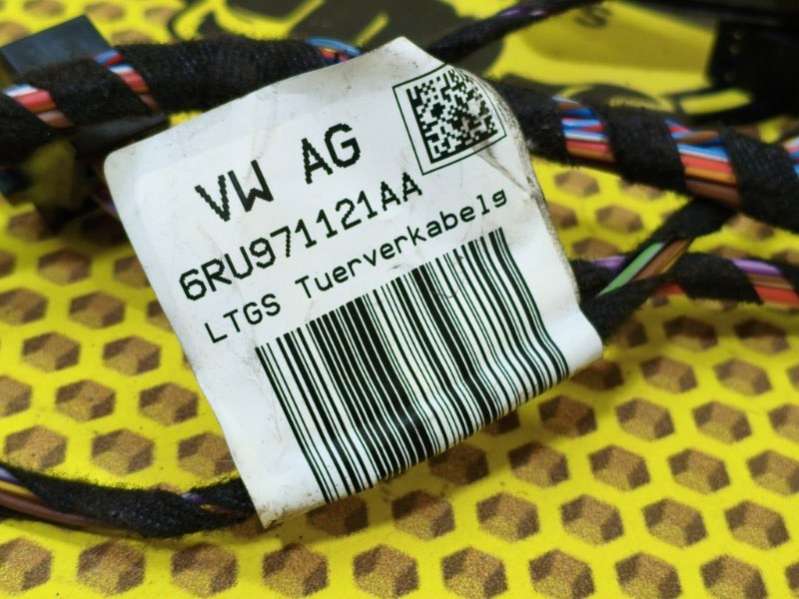 VW AG
6RU971121AA
LTGS Tuerverkabelg